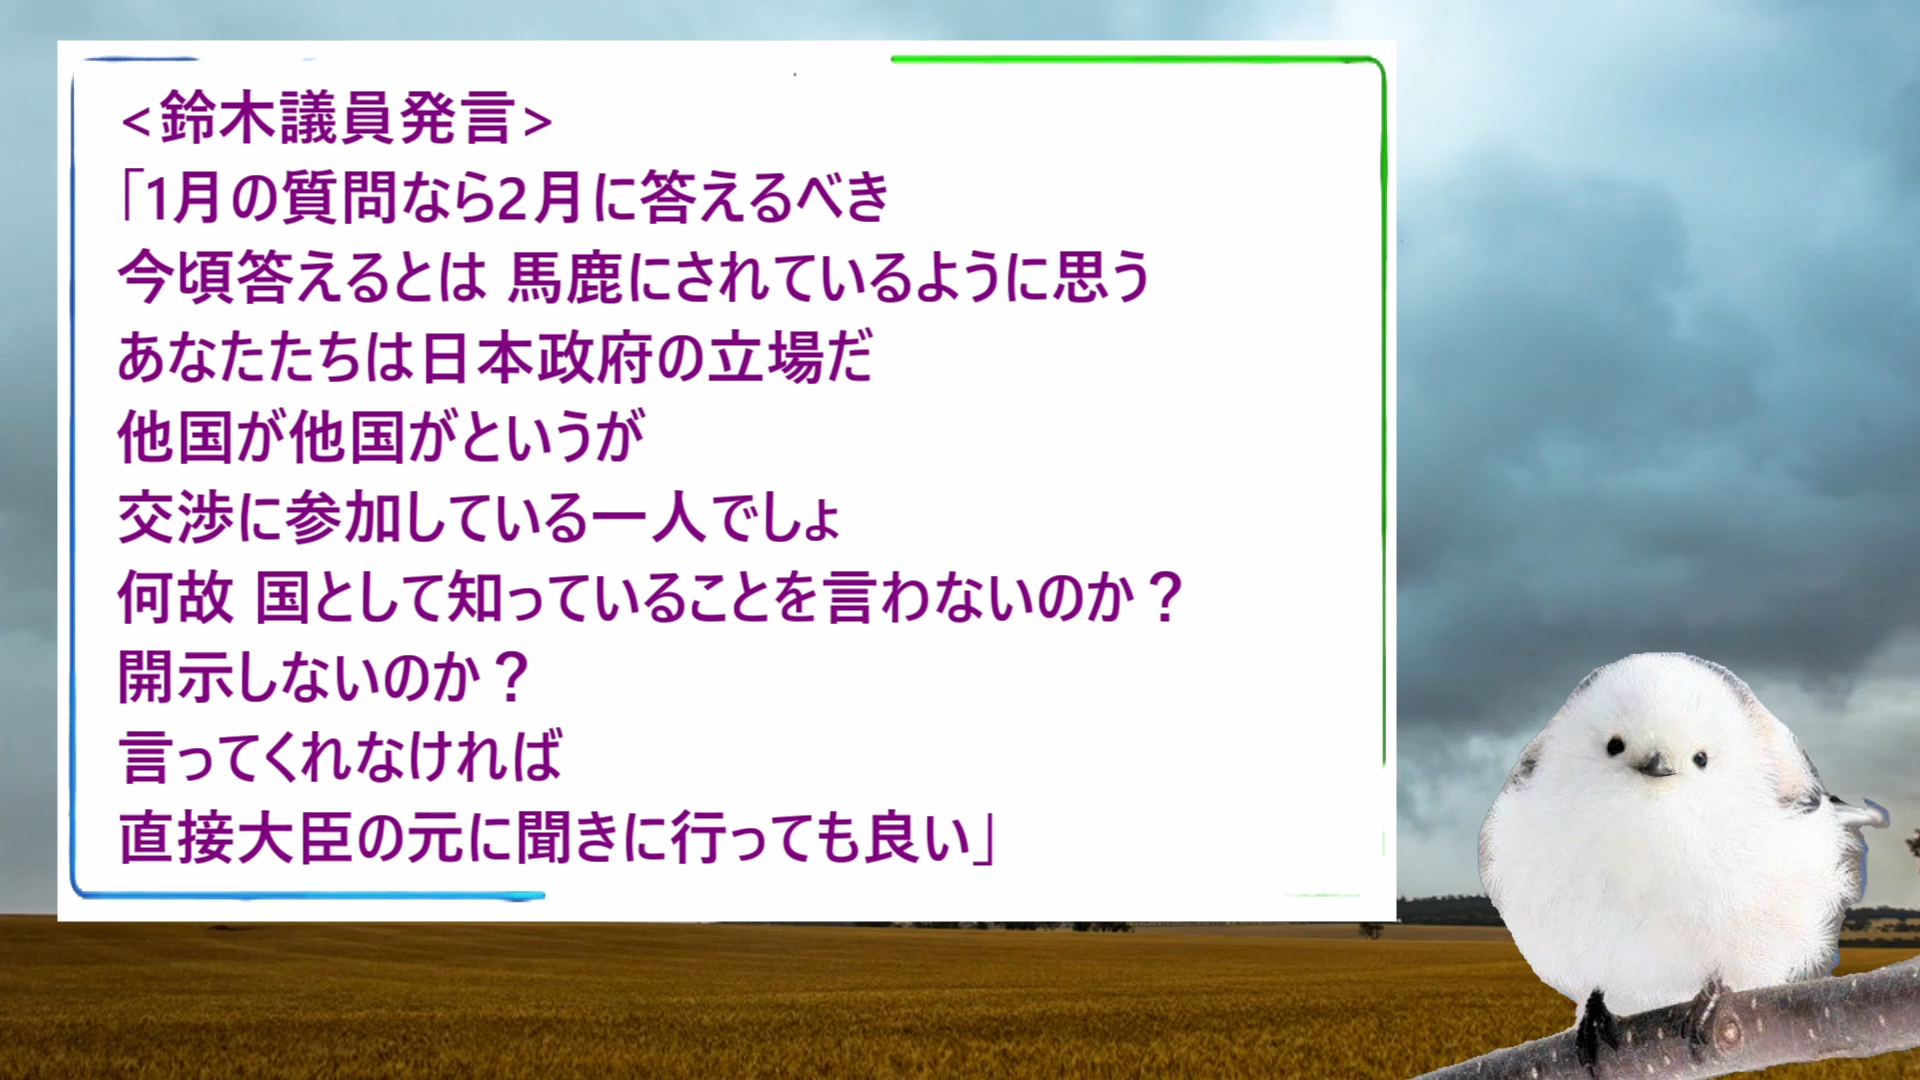 <鈴木議員発言>
「1月の質問なら2月に答えるべき
今頃答えるとは 馬鹿にされているように思う
あなたたちは日本政府の立場だ
他国が他国がというが
交渉に参加している一人でしょ
何故 国として知っていることを言わないのか？
開示しないのか？
言ってくれなければ
直接大臣の元に聞きに行っても良い」